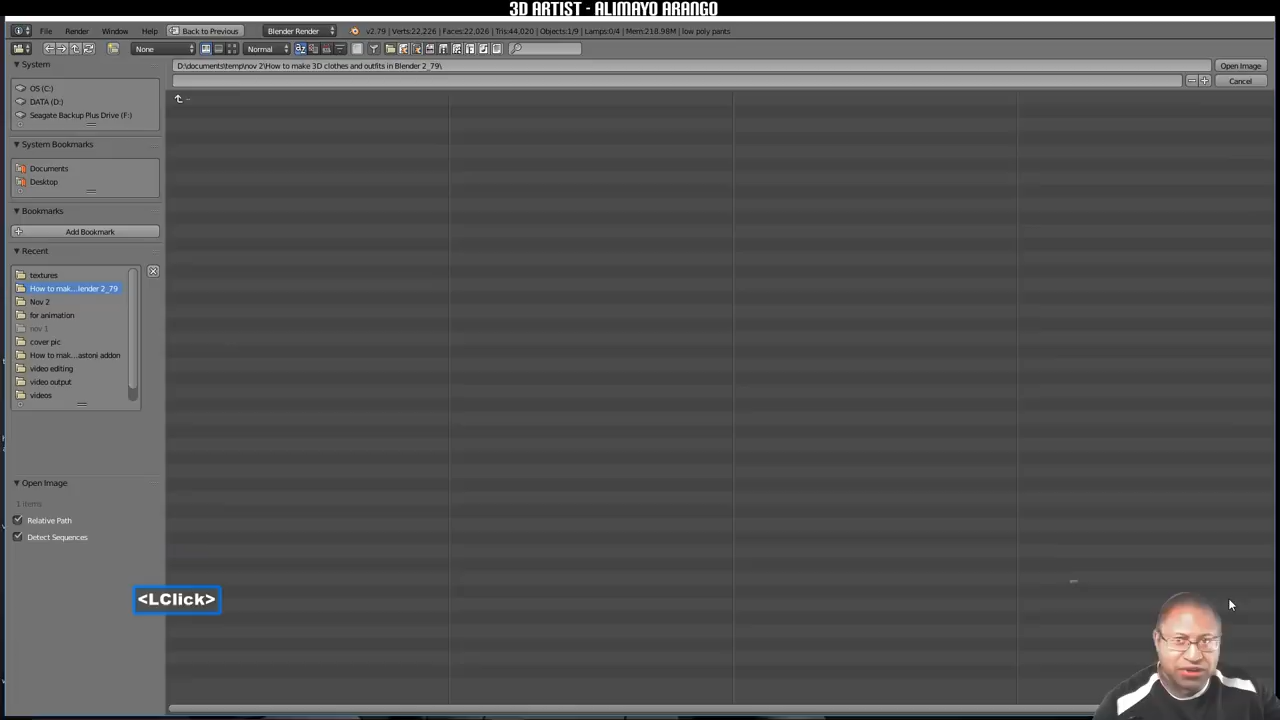 3D ARTIST - ALIMAYO ARANGO
File Render Window Help Back to Previous Blender Render v2.79 | Verts:22,226 | Faces:22,026 | Tris:44,020 | Objects:1/9 | Lamps:0/4 | Mem:218.98M | low poly pants
None Normal
System
D:\documents\temp\nov 2\How to make 3D clothes and outfits in Blender 2_79\ Open Image
Cancel
OS (C:)
DATA (D:)
Seagate Backup Plus Drive (F:)
System Bookmarks
Documents
Desktop
Bookmarks
Add Bookmark
Recent
textures
How to mak...lender 2_79
Nov 2
for animation
nov 1
cover pic
How to mak...astoni addon
video editing
video output
videos
Open Image
1 items
Relative Path
Detect Sequences
<LClick>